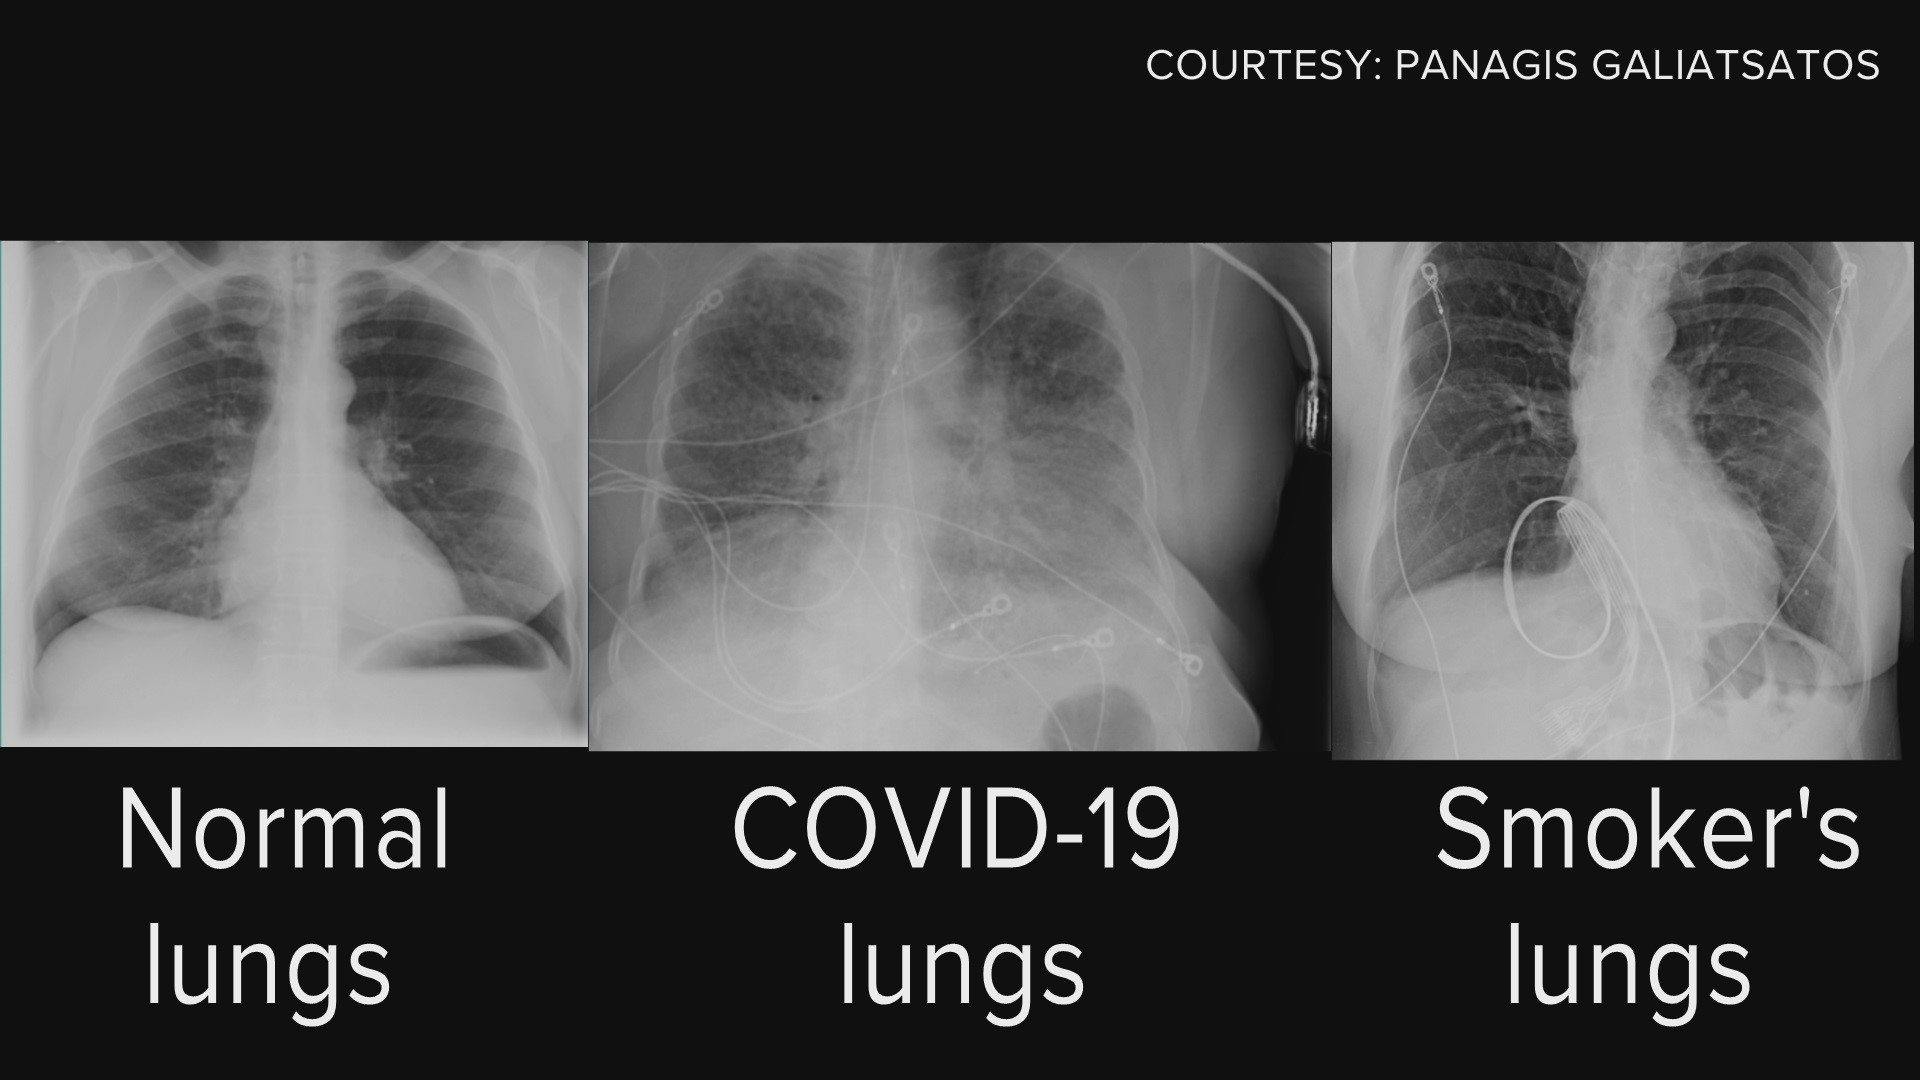 COURTESY: PANAGIS GALIATSATOS
Normal
lungs
COVID-19
lungs
Smoker's
lungs